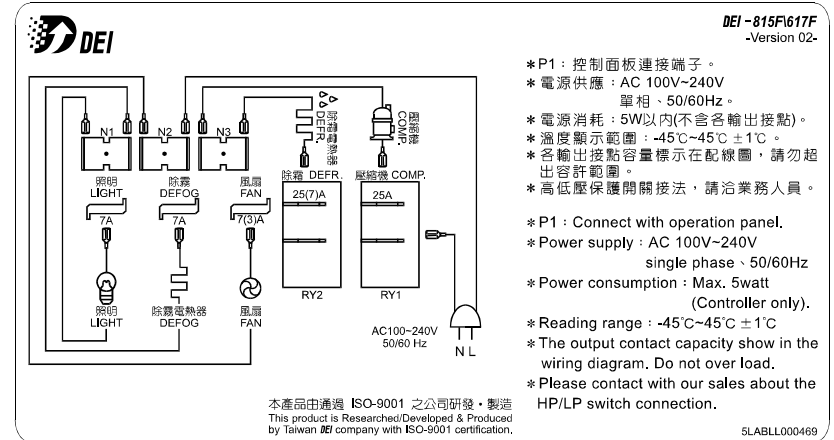 DEI
DEI-815F\617F
-Version 02-
N1
N2
N3
照明
LIGHT
除霧
DEFOG
風扇
FAN
7A
7A
7(3)A
照明
LIGHT
除霧電熱器
DEFOG
風扇
FAN
除霜電熱器
DEFR.
壓縮機
COMP.
除霜 DEFR.
壓縮機 COMP.
25(7)A
25A
RY2
RY1
AC100~240V
50/60 Hz
N L
本產品由通過 ISO-9001 之公司研發・製造
This product is Researched/Developed & Produced
by Taiwan DEI company with ISO-9001 certification.
*P1：控制面板連接端子。
*電源供應：AC 100V~240V
單相、50/60Hz。
*電源消耗：5W以內(不含各輸出接點)。
*溫度顯示範圍：-45℃~45℃ ±1℃。
*各輸出接點容量標示在配線圖，請勿超
出容許範圍。
*高低壓保護開關接法，請洽業務人員。
*P1：Connect with operation panel.
*Power supply：AC 100V~240V
single phase、50/60Hz
*Power consumption：Max. 5watt
(Controller only).
*Reading range：-45℃~45℃ ±1℃
*The output contact capacity show in the
wiring diagram. Do not over load.
*Please contact with our sales about the
HP/LP switch connection.
5LABLL000469